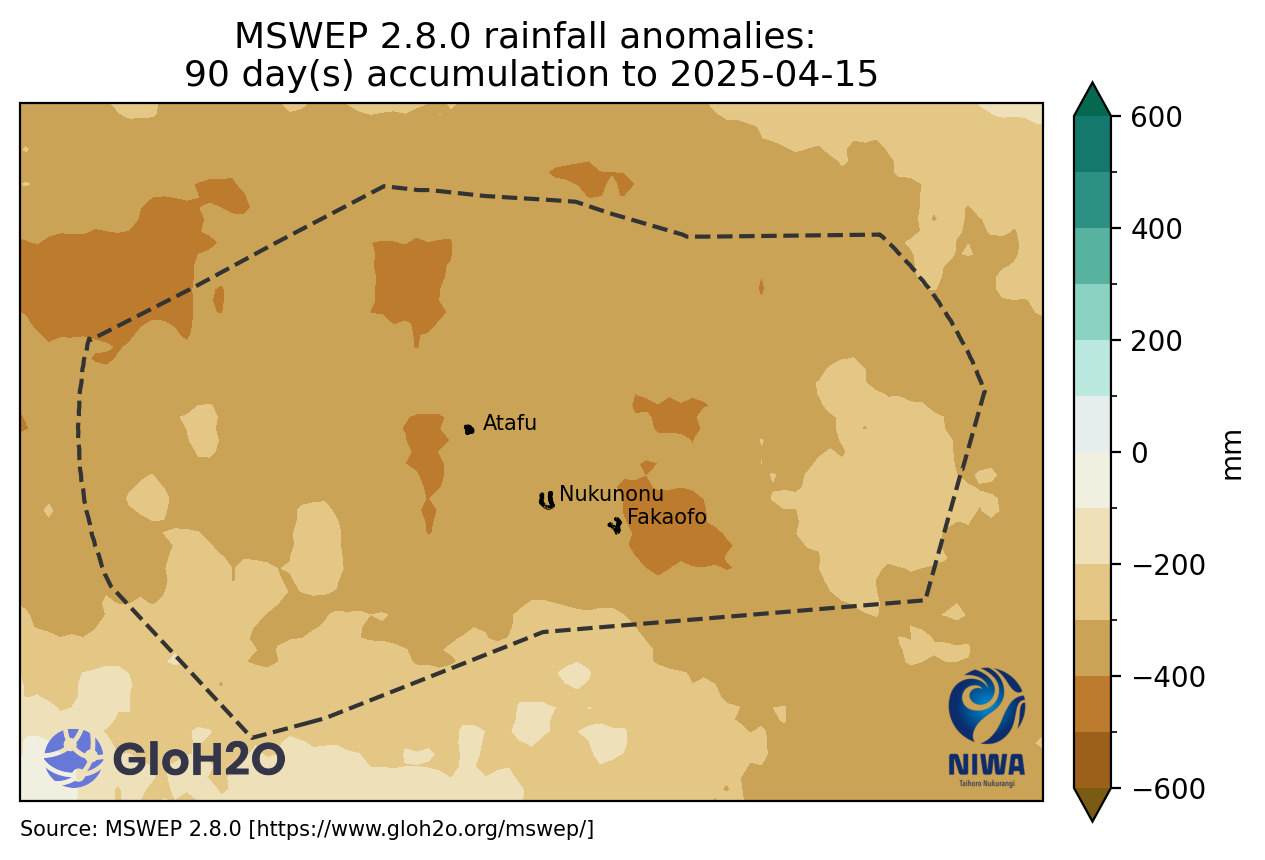 MSWEP 2.8.0 rainfall anomalies:
90 day(s) accumulation to 2025-04-15
600
400
200
0
−200
−400
−600
mm
Atafu
Nukunonu
Fakaofo
GloH2O
NIWA
Taihoro Nukurangi
Source: MSWEP 2.8.0 [https://www.gloh2o.org/mswep/]